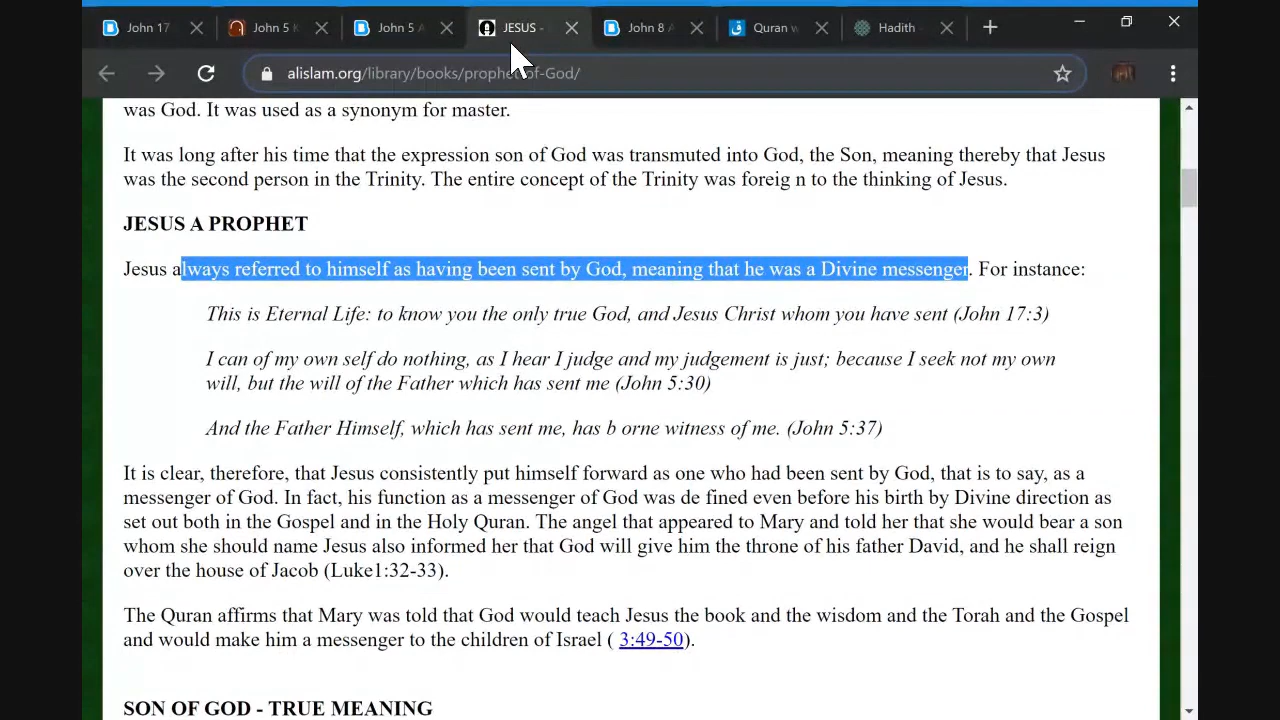 John 17
John 5
John 5
JESUS -
John 8
Quran
Hadith
alislam.org/library/books/prophet-of-God/
was God. It was used as a synonym for master.
It was long after his time that the expression son of God was transmuted into God, the Son, meaning thereby that Jesus
was the second person in the Trinity. The entire concept of the Trinity was foreig n to the thinking of Jesus.
JESUS A PROPHET
Jesus always referred to himself as having been sent by God, meaning that he was a Divine messenger. For instance:
This is Eternal Life: to know you the only true God, and Jesus Christ whom you have sent (John 17:3)
I can of my own self do nothing, as I hear I judge and my judgement is just; because I seek not my own
will, but the will of the Father which has sent me (John 5:30)
And the Father Himself, which has sent me, has b orne witness of me. (John 5:37)
It is clear, therefore, that Jesus consistently put himself forward as one who had been sent by God, that is to say, as a
messenger of God. In fact, his function as a messenger of God was de fined even before his birth by Divine direction as
set out both in the Gospel and in the Holy Quran. The angel that appeared to Mary and told her that she would bear a son
whom she should name Jesus also informed her that God will give him the throne of his father David, and he shall reign
over the house of Jacob (Luke1:32-33).
The Quran affirms that Mary was told that God would teach Jesus the book and the wisdom and the Torah and the Gospel
and would make him a messenger to the children of Israel ( 3:49-50).
SON OF GOD - TRUE MEANING